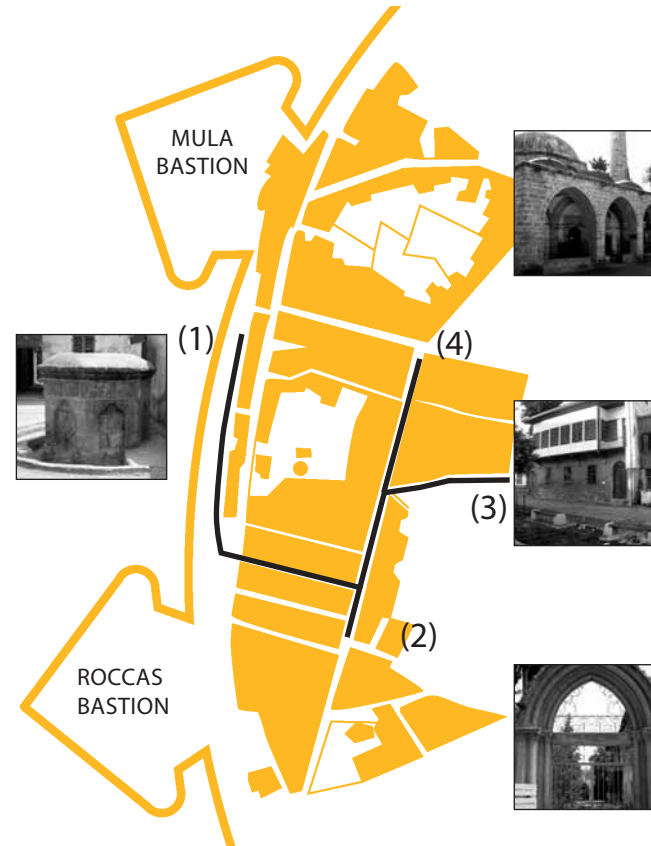 MULA
BASTION
(1)
(4)
(3)
(2)
ROCCAS
BASTION